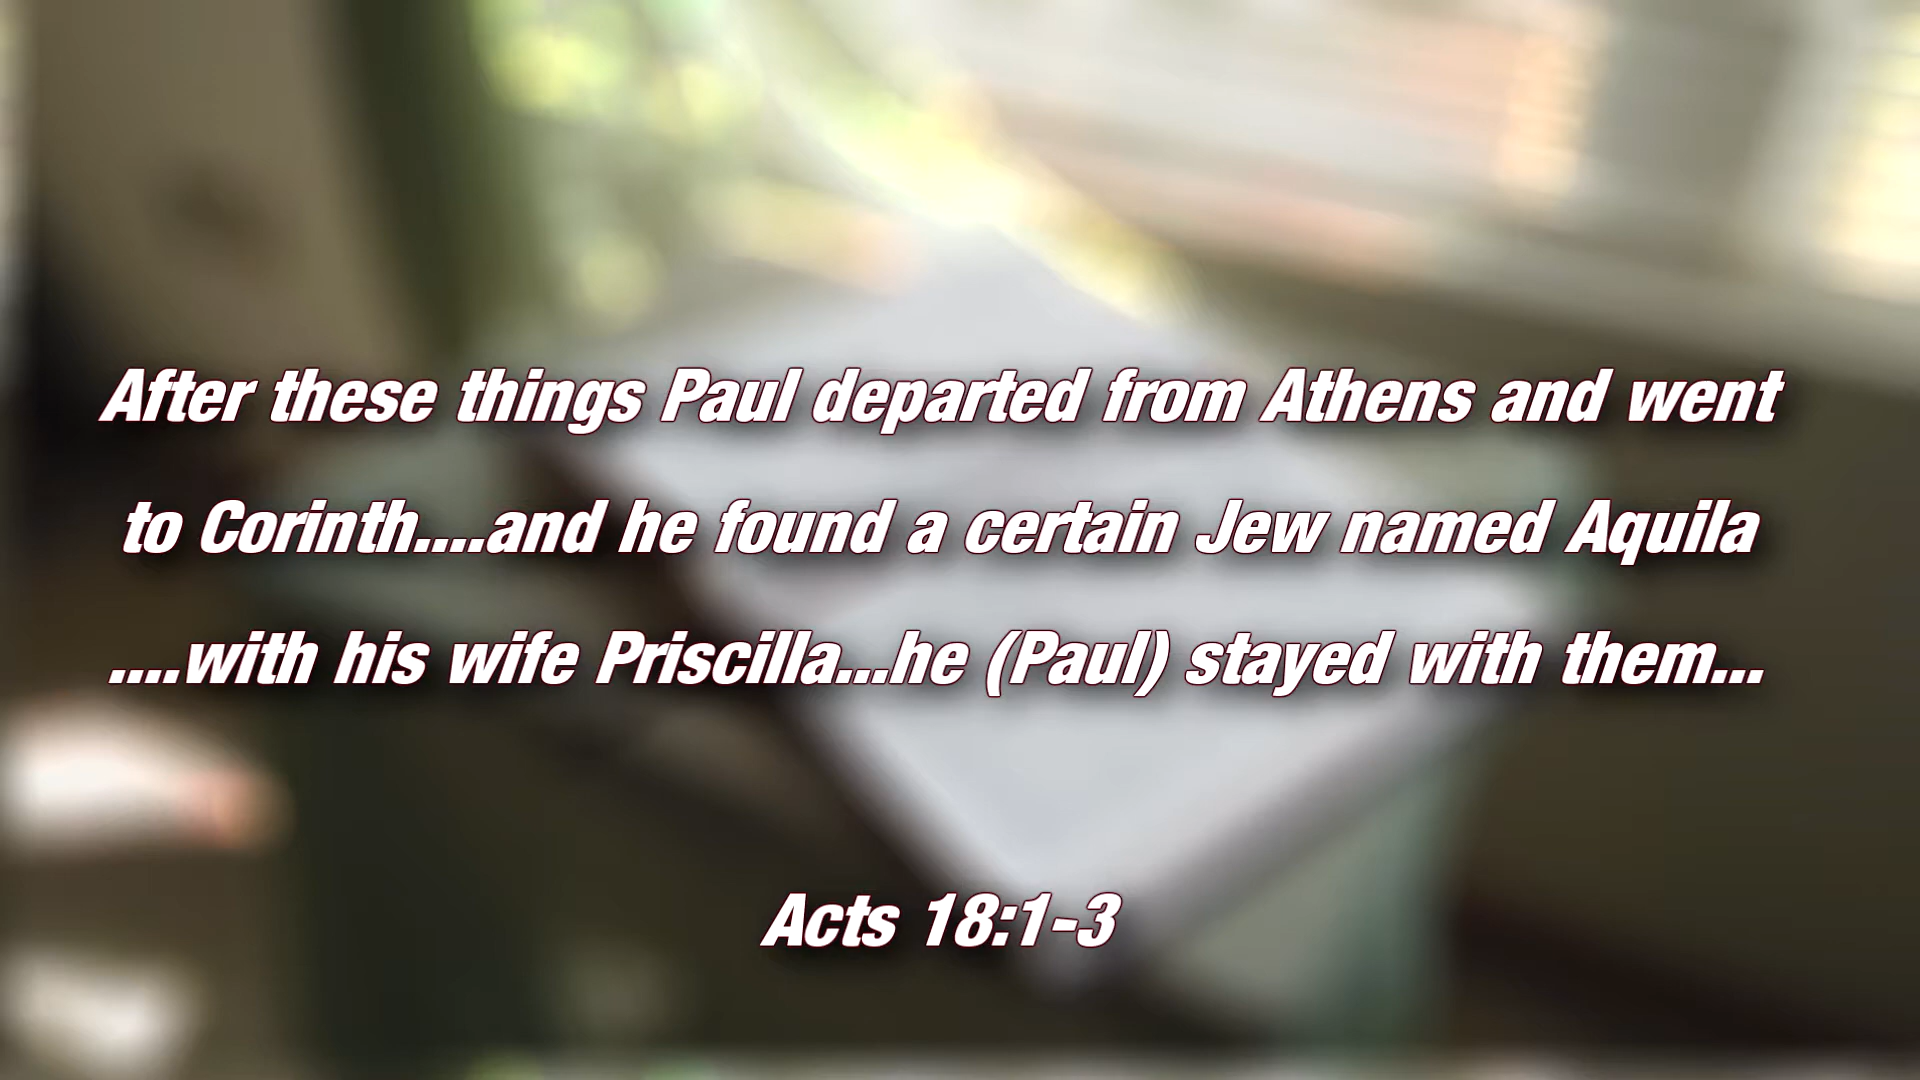 After these things Paul departed from Athens and went
to Corinth....and he found a certain Jew named Aquila
....with his wife Priscilla...he (Paul) stayed with them...
Acts 18:1-3